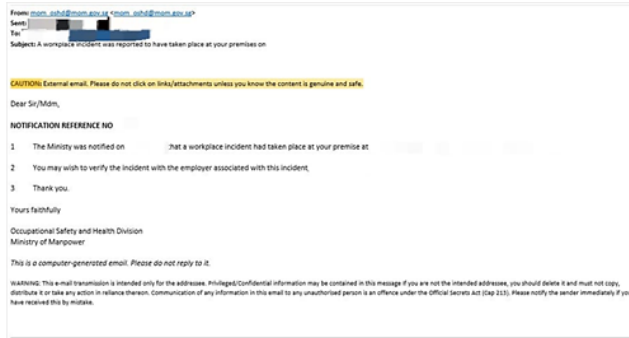 From: mom_oshd@mom.gov.sg <mom_oshd@mom.gov.sg>
Sent:
To:
Subject: A workplace incident was reported to have taken place at your premises on
CAUTION: External email. Please do not click on links/attachments unless you know the content is genuine and safe.
Dear Sir/Mdm,
NOTIFICATION REFERENCE NO
1 The Ministy was notified on that a workplace incident had taken place at your premise at
2 You may wish to verify the incident with the employer associated with this incident.
3 Thank you.
Yours faithfully
Occupational Safety and Health Division
Ministry of Manpower
This is a computer-generated email. Please do not reply to it.
WARNING: This e-mail transmission is intended only for the addressee. Privileged/Confidential information may be contained in this message If you are not the intended addressee, you should delete it and must not copy,
distribute it or take any action in reliance thereon. Communication of any information in this email to any unauthorised person is an offence under the Official Secrets Act (Cap 213). Please notify the sender immediately if you
have received this by mistake.